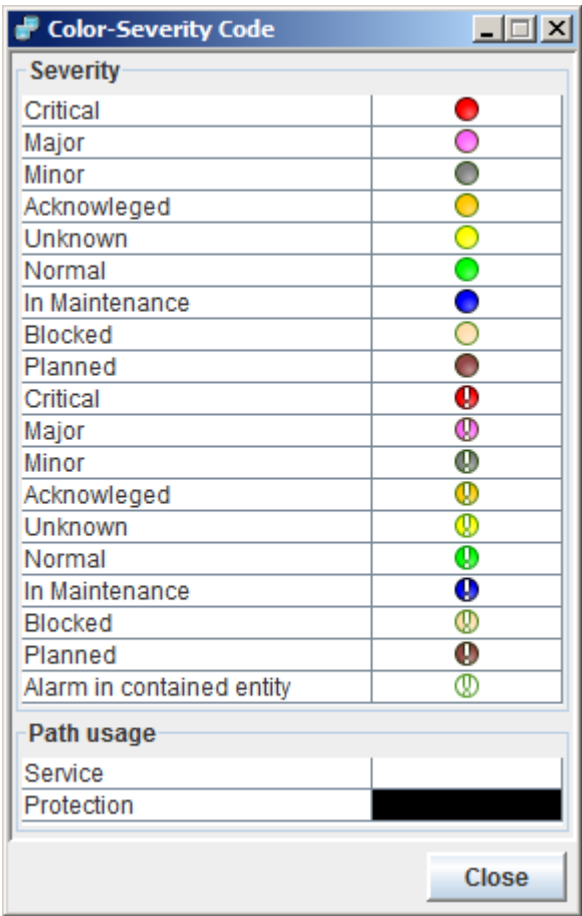 Color-Severity Code
Severity
Critical
Major
Minor
Acknowleged
Unknown
Normal
In Maintenance
Blocked
Planned
Critical
Major
Minor
Acknowleged
Unknown
Normal
In Maintenance
Blocked
Planned
Alarm in contained entity
Path usage
Service
Protection
Close